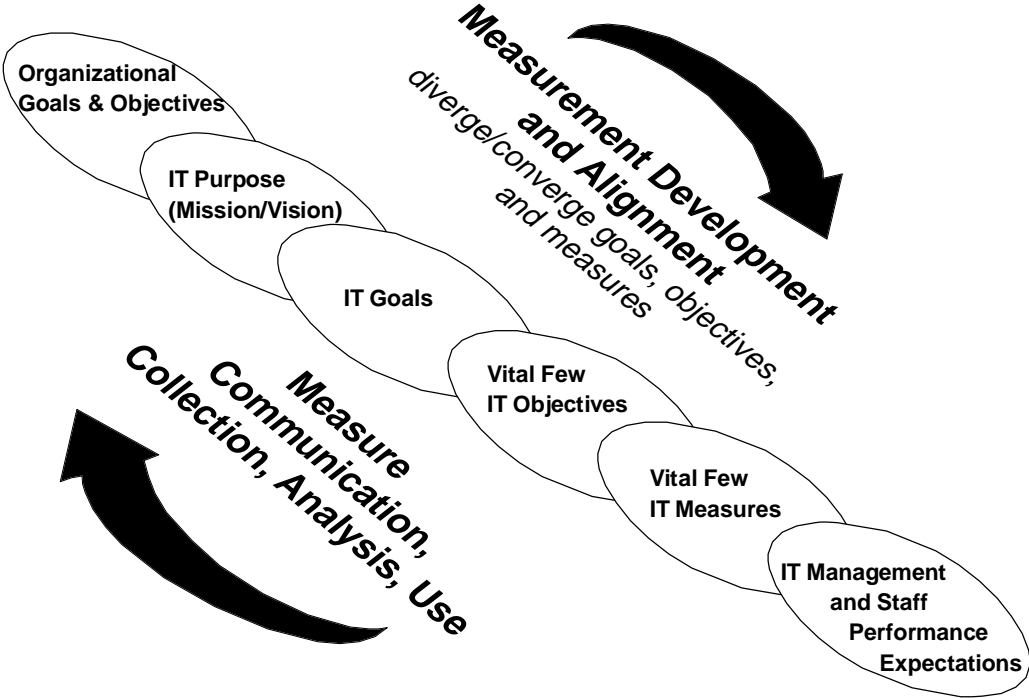 Organizational
Goals & Objectives
IT Purpose
(Mission/Vision)
IT Goals
Vital Few
IT Objectives
Vital Few
IT Measures
IT Management
and Staff
Performance
Expectations
Measurement Development
and Alignment
diverge/converge goals, objectives,
and measures
Measure
Communication,
Collection, Analysis, Use